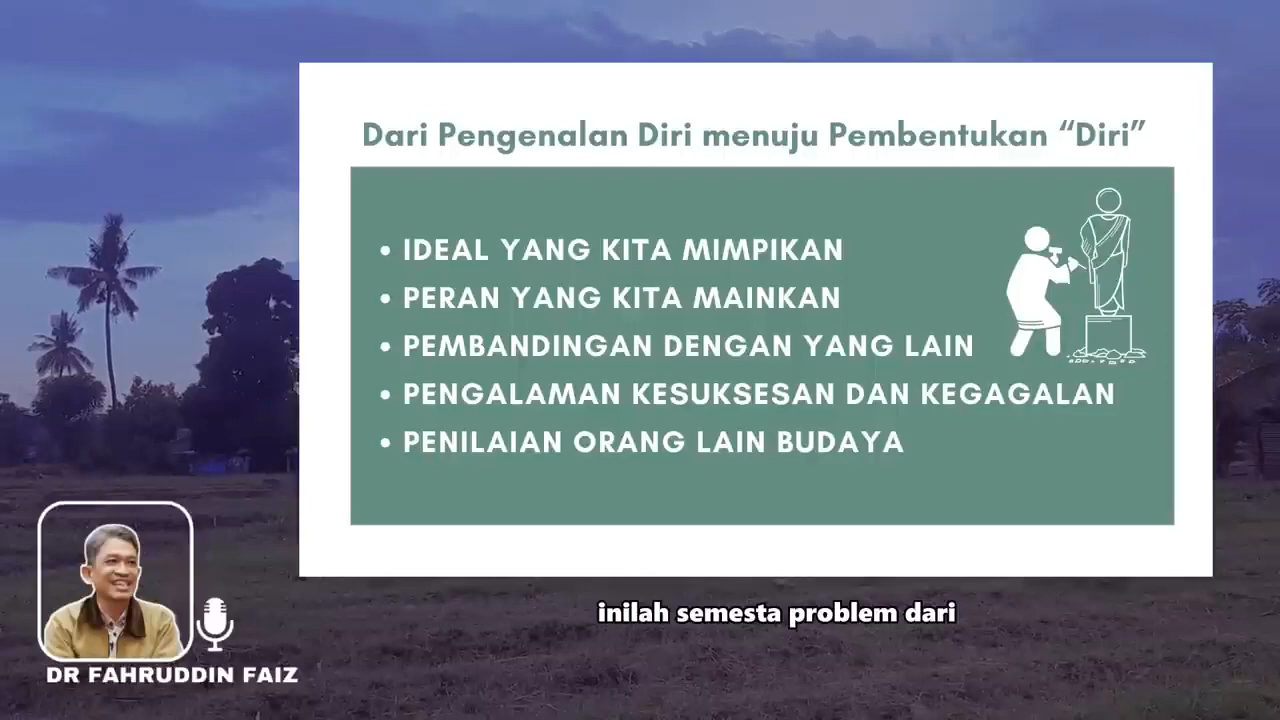 Dari Pengenalan Diri menuju Pembentukan “Diri”
• IDEAL YANG KITA MIMPIKAN
• PERAN YANG KITA MAINKAN
• PEMBANDINGAN DENGAN YANG LAIN
• PENGALAMAN KESUKSESAN DAN KEGAGALAN
• PENILAIAN ORANG LAIN BUDAYA
inilah semesta problem dari
DR FAHRUDDIN FAIZ